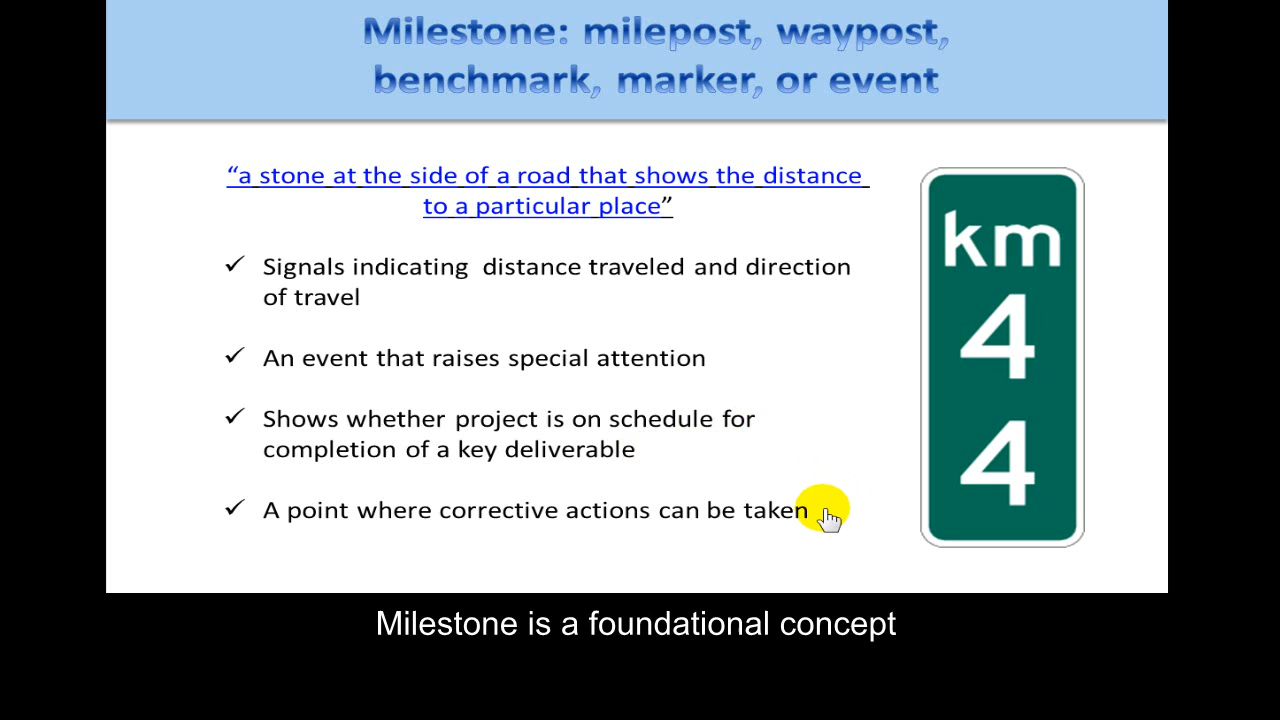 Milestone: milepost, waypost,
benchmark, marker, or event
“a stone at the side of a road that shows the distance
to a particular place”
✓ Signals indicating distance traveled and direction
of travel
✓ An event that raises special attention
✓ Shows whether project is on schedule for
completion of a key deliverable
✓ A point where corrective actions can be taken
km
4
4
Milestone is a foundational concept